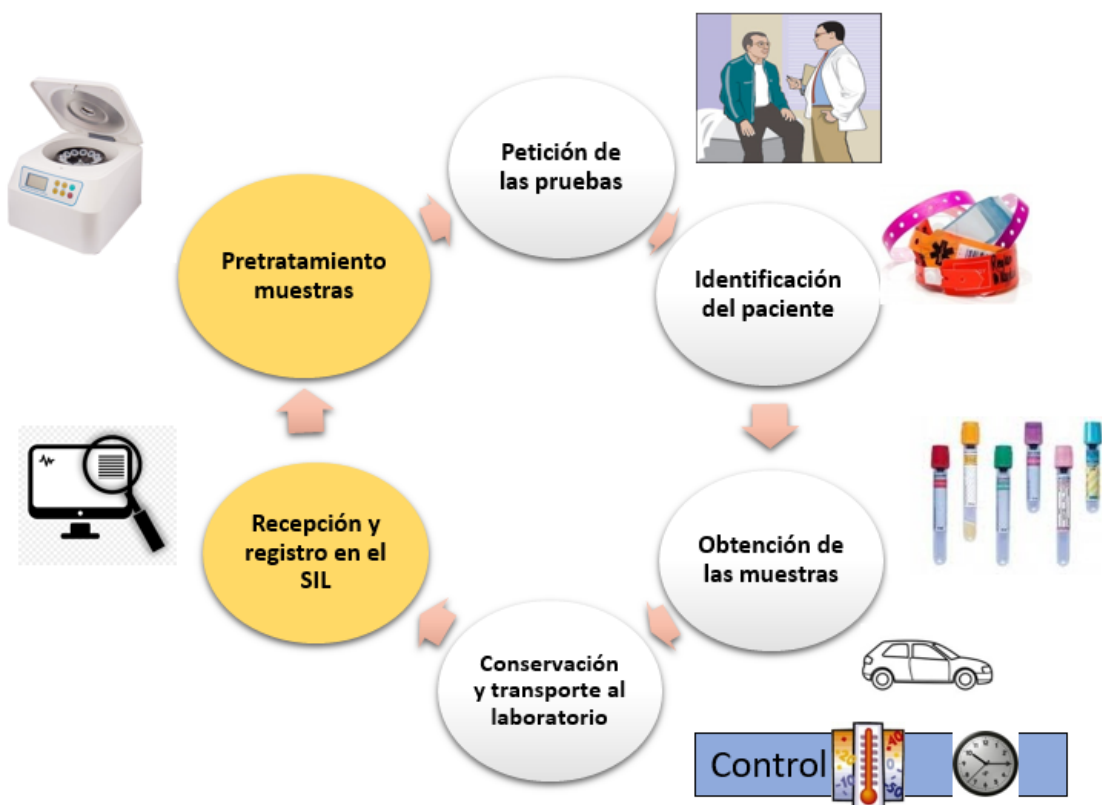 Petición de
las pruebas
Identificación
del paciente
Obtención de
las muestras
Conservación
y transporte al
laboratorio
Recepción y
registro en el
SIL
Pretratamiento
muestras
Control